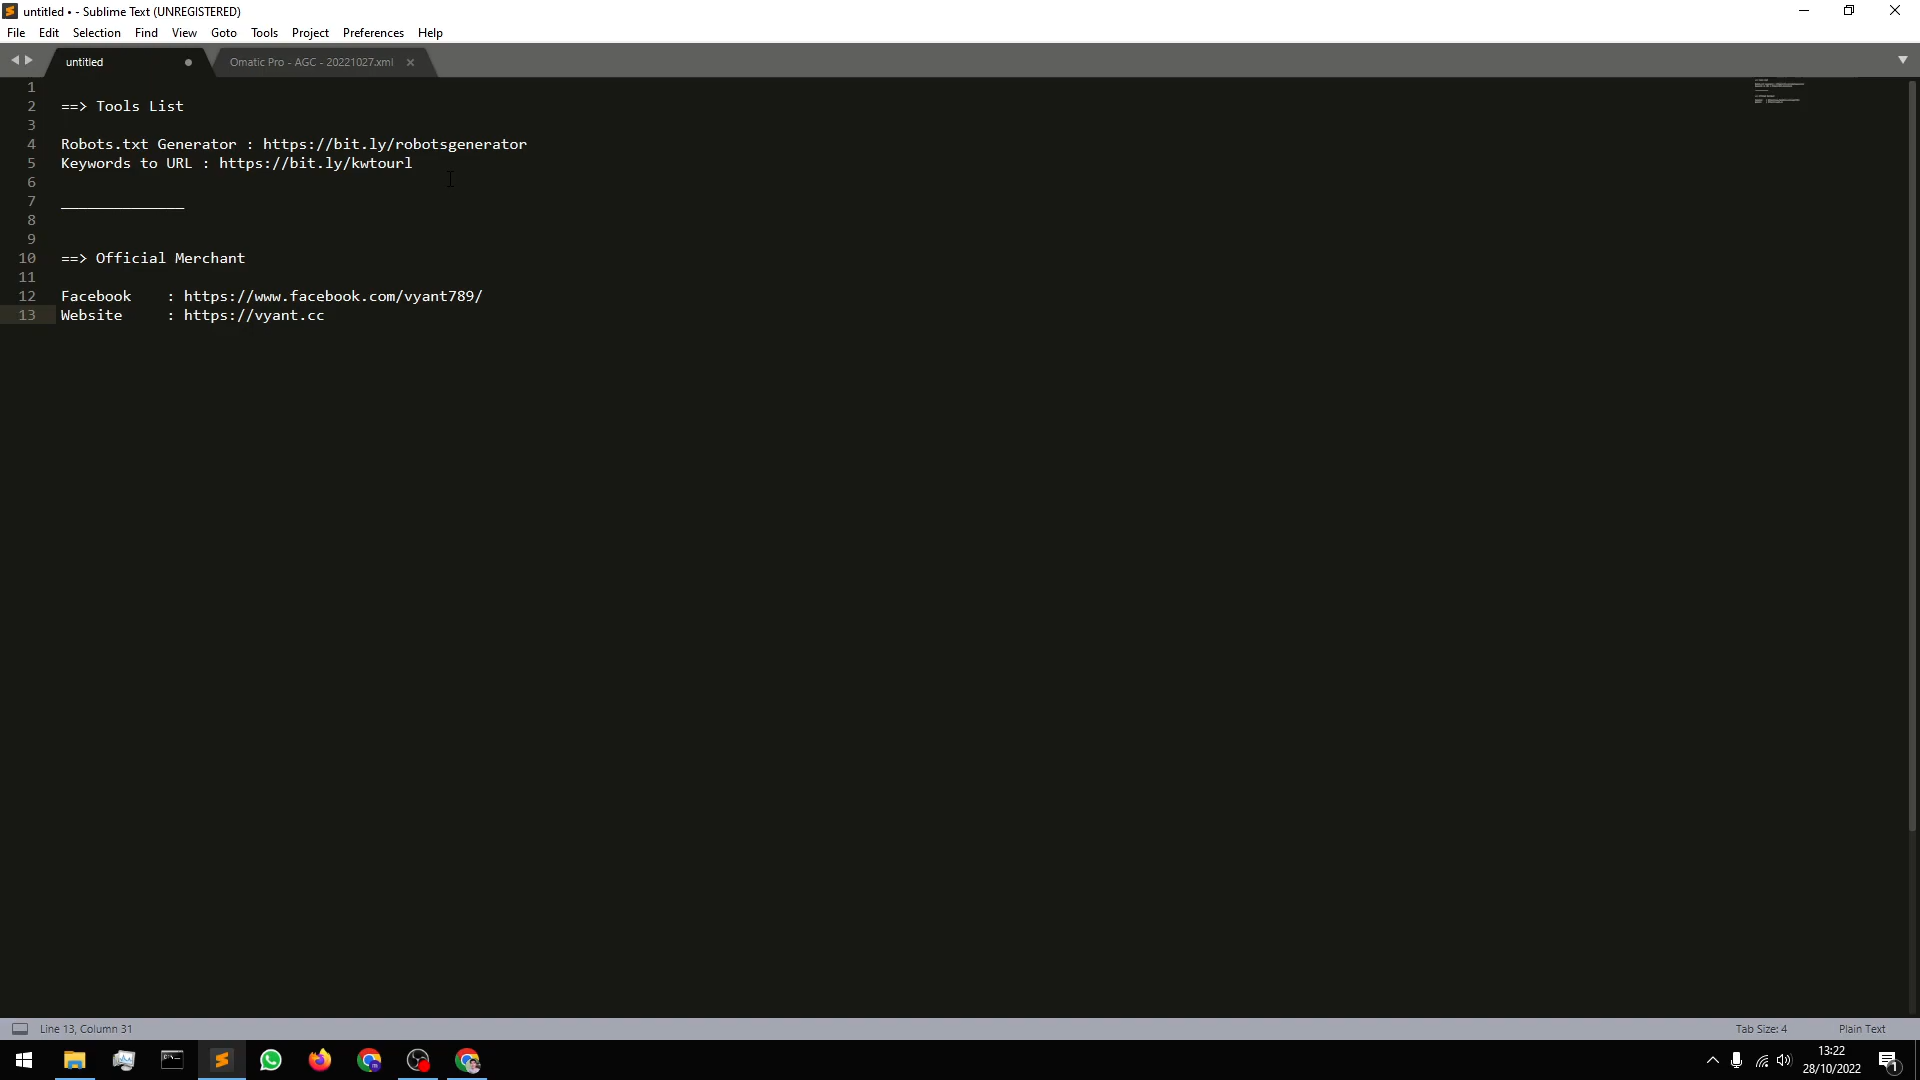 untitled • - Sublime Text (UNREGISTERED)
File Edit Selection Find View Goto Tools Project Preferences Help
untitled Omatic Pro - AGC - 20221027.xml
1
2 ==> Tools List
3
4 Robots.txt Generator : https://bit.ly/robotsgenerator
5 Keywords to URL : https://bit.ly/kwtourl
6
7 ______________
8
9
10 ==> Official Merchant
11
12 Facebook    : https://www.facebook.com/vyant789/
13 Website     : https://vyant.cc
Line 13, Column 31 Tab Size: 4 Plain Text
13:22
28/10/2022
1